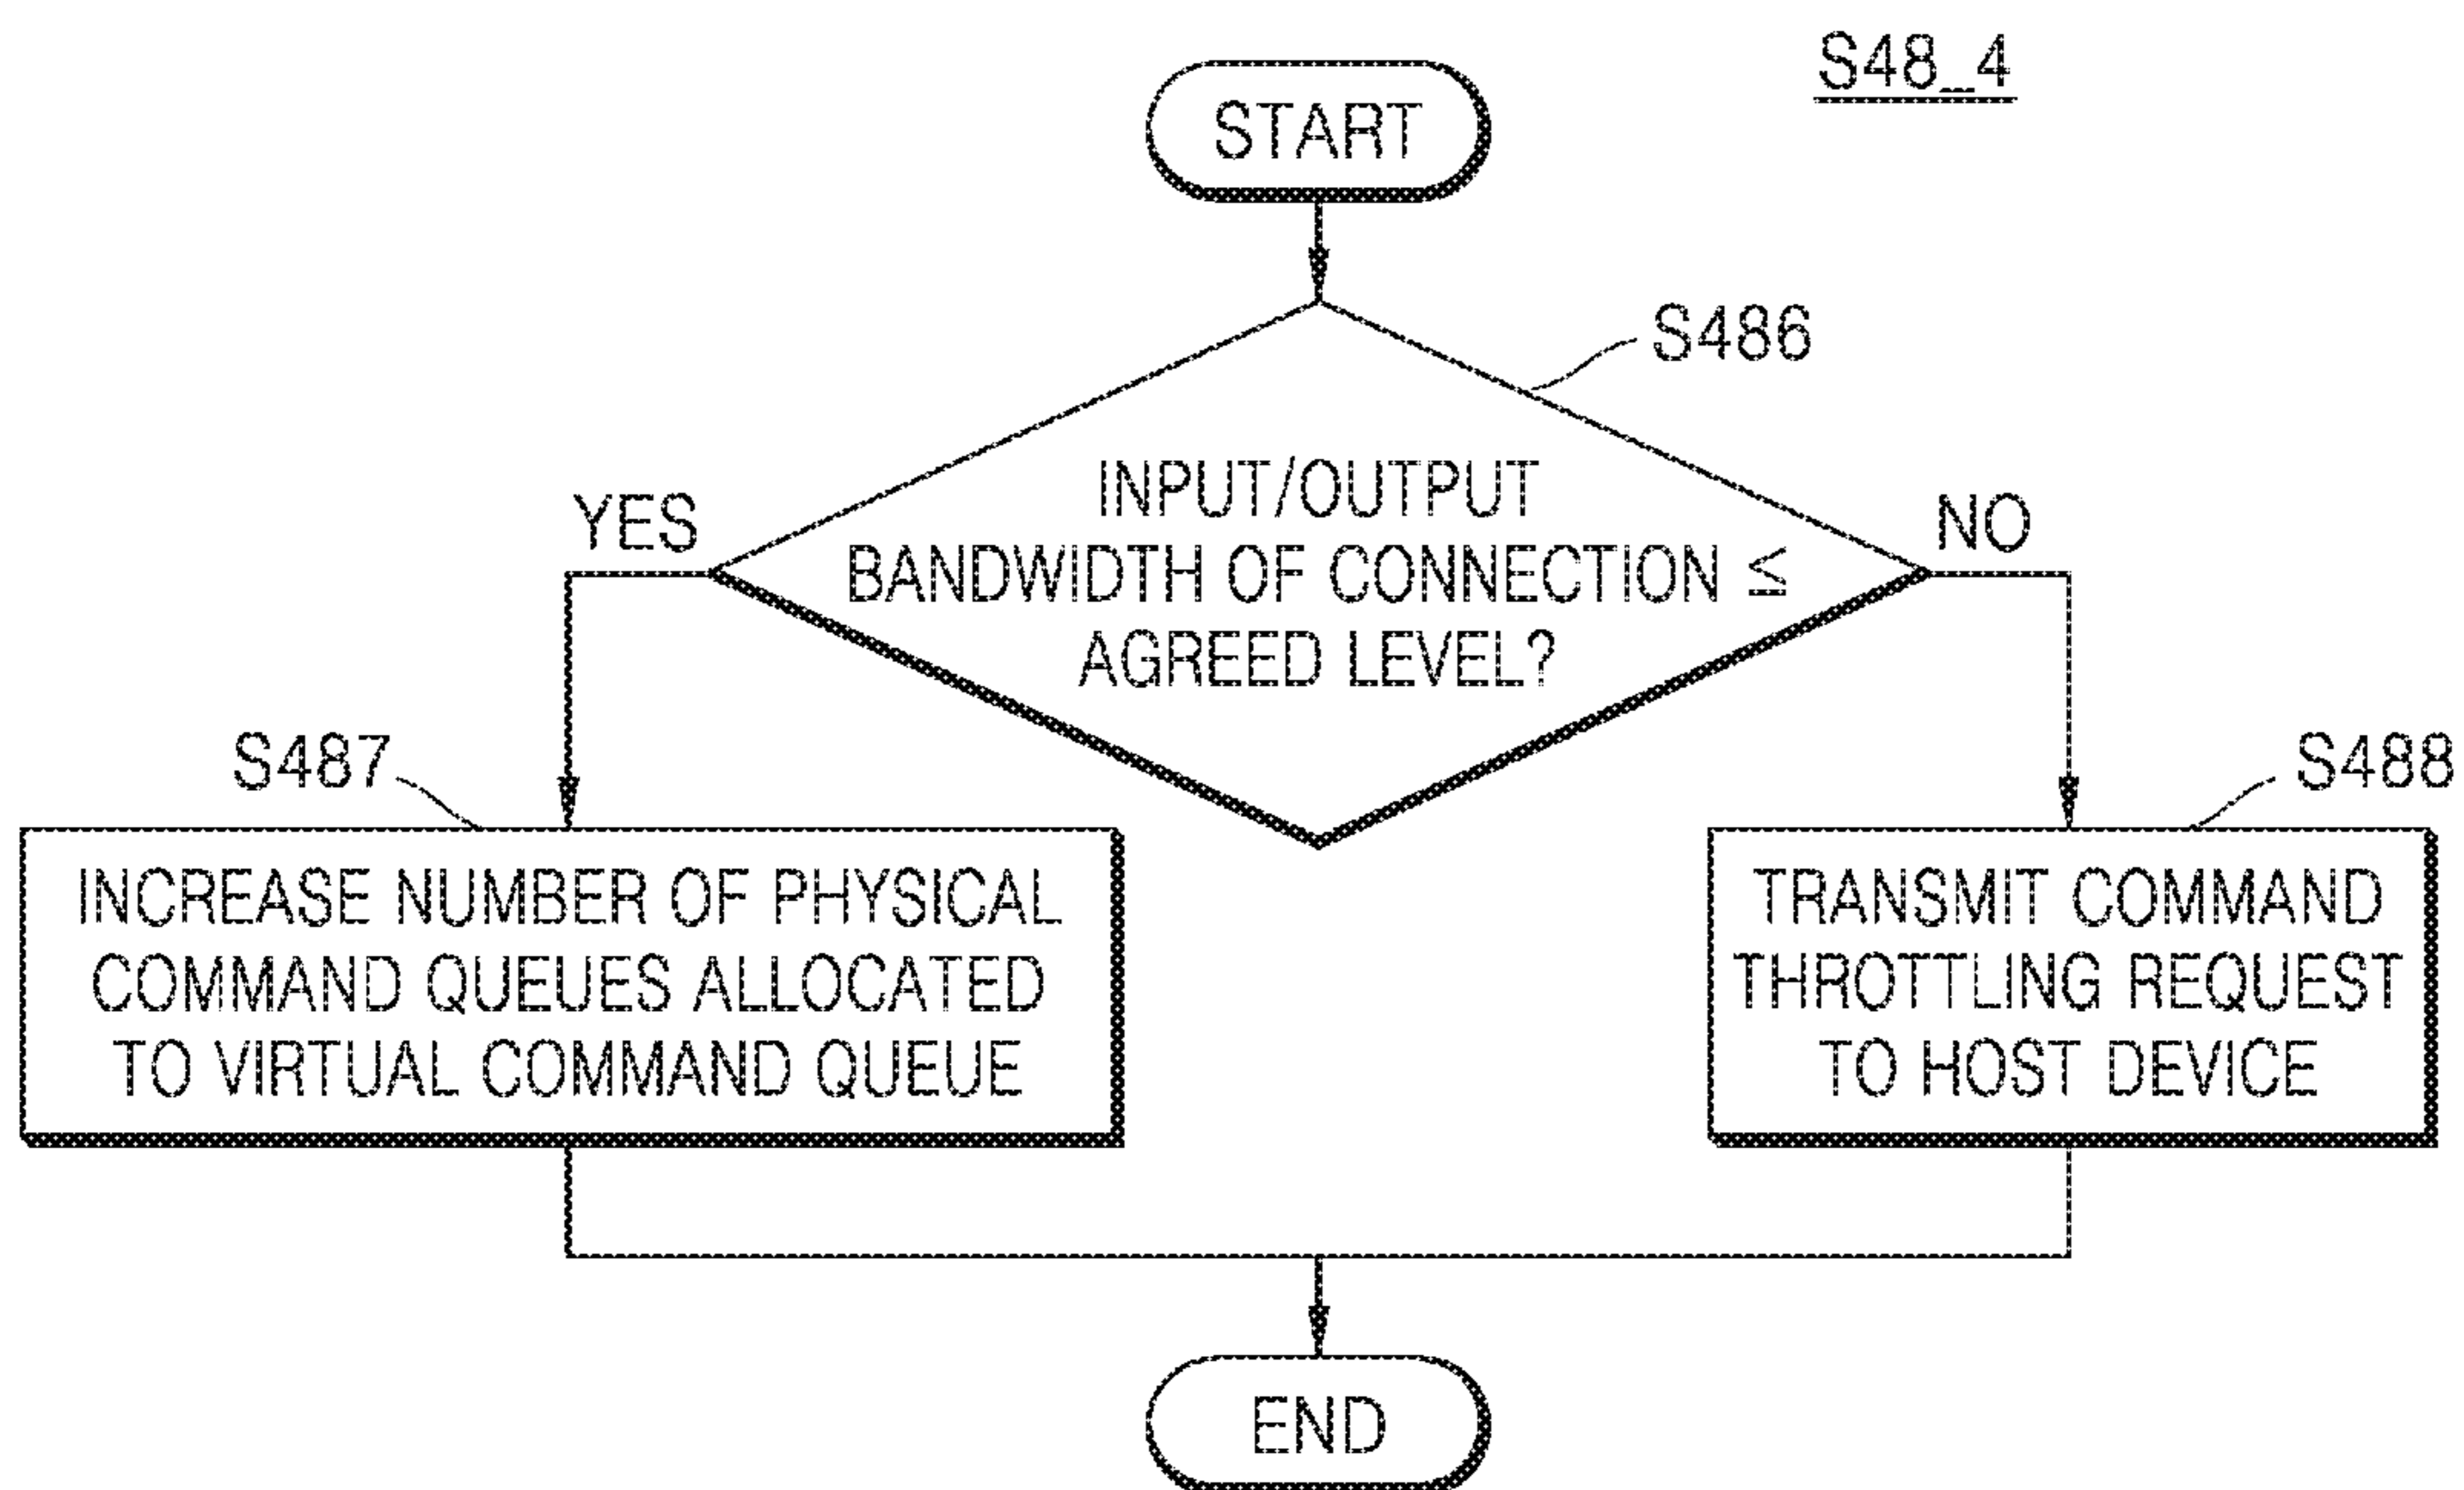 S48_4
START
S486
INPUT/OUTPUT
BANDWIDTH OF CONNECTION ≤
AGREED LEVEL?
YES
NO
S487
INCREASE NUMBER OF PHYSICAL
COMMAND QUEUES ALLOCATED
TO VIRTUAL COMMAND QUEUE
S488
TRANSMIT COMMAND
THROTTLING REQUEST
TO HOST DEVICE
END